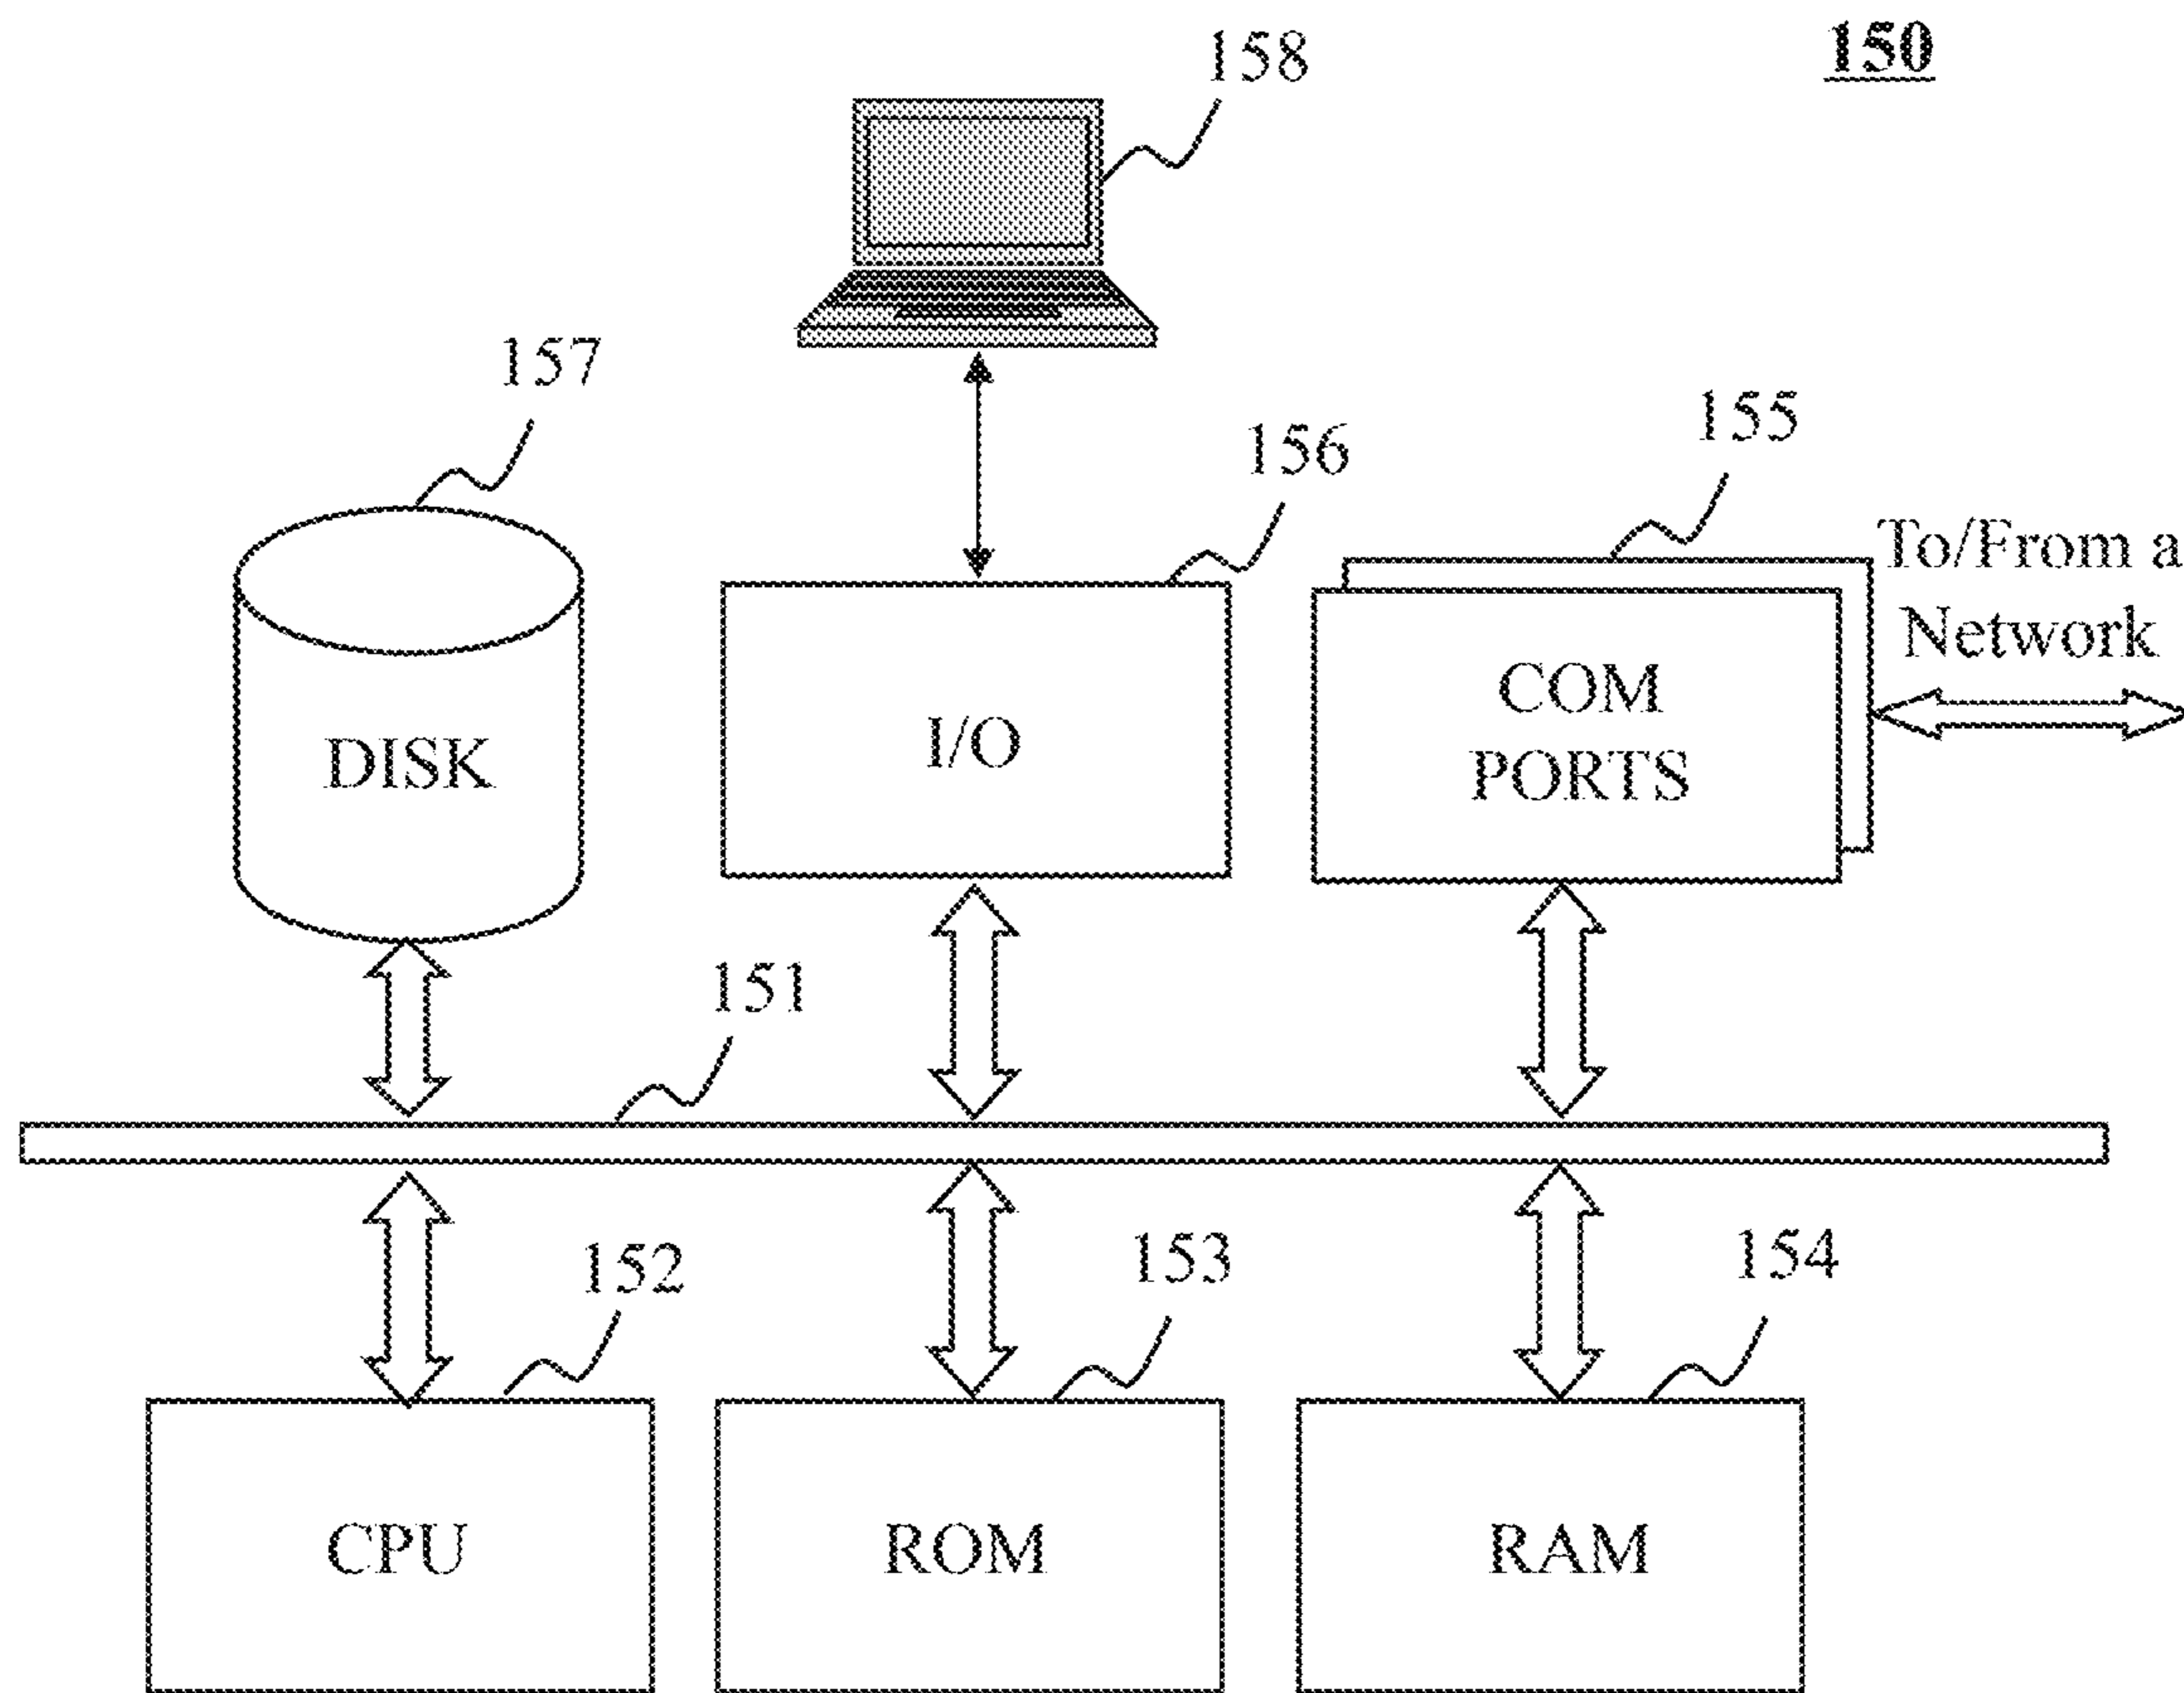 150
158
157
156
155
To/From a
Network
DISK
I/O
COM
PORTS
151
152
153
154
CPU
ROM
RAM